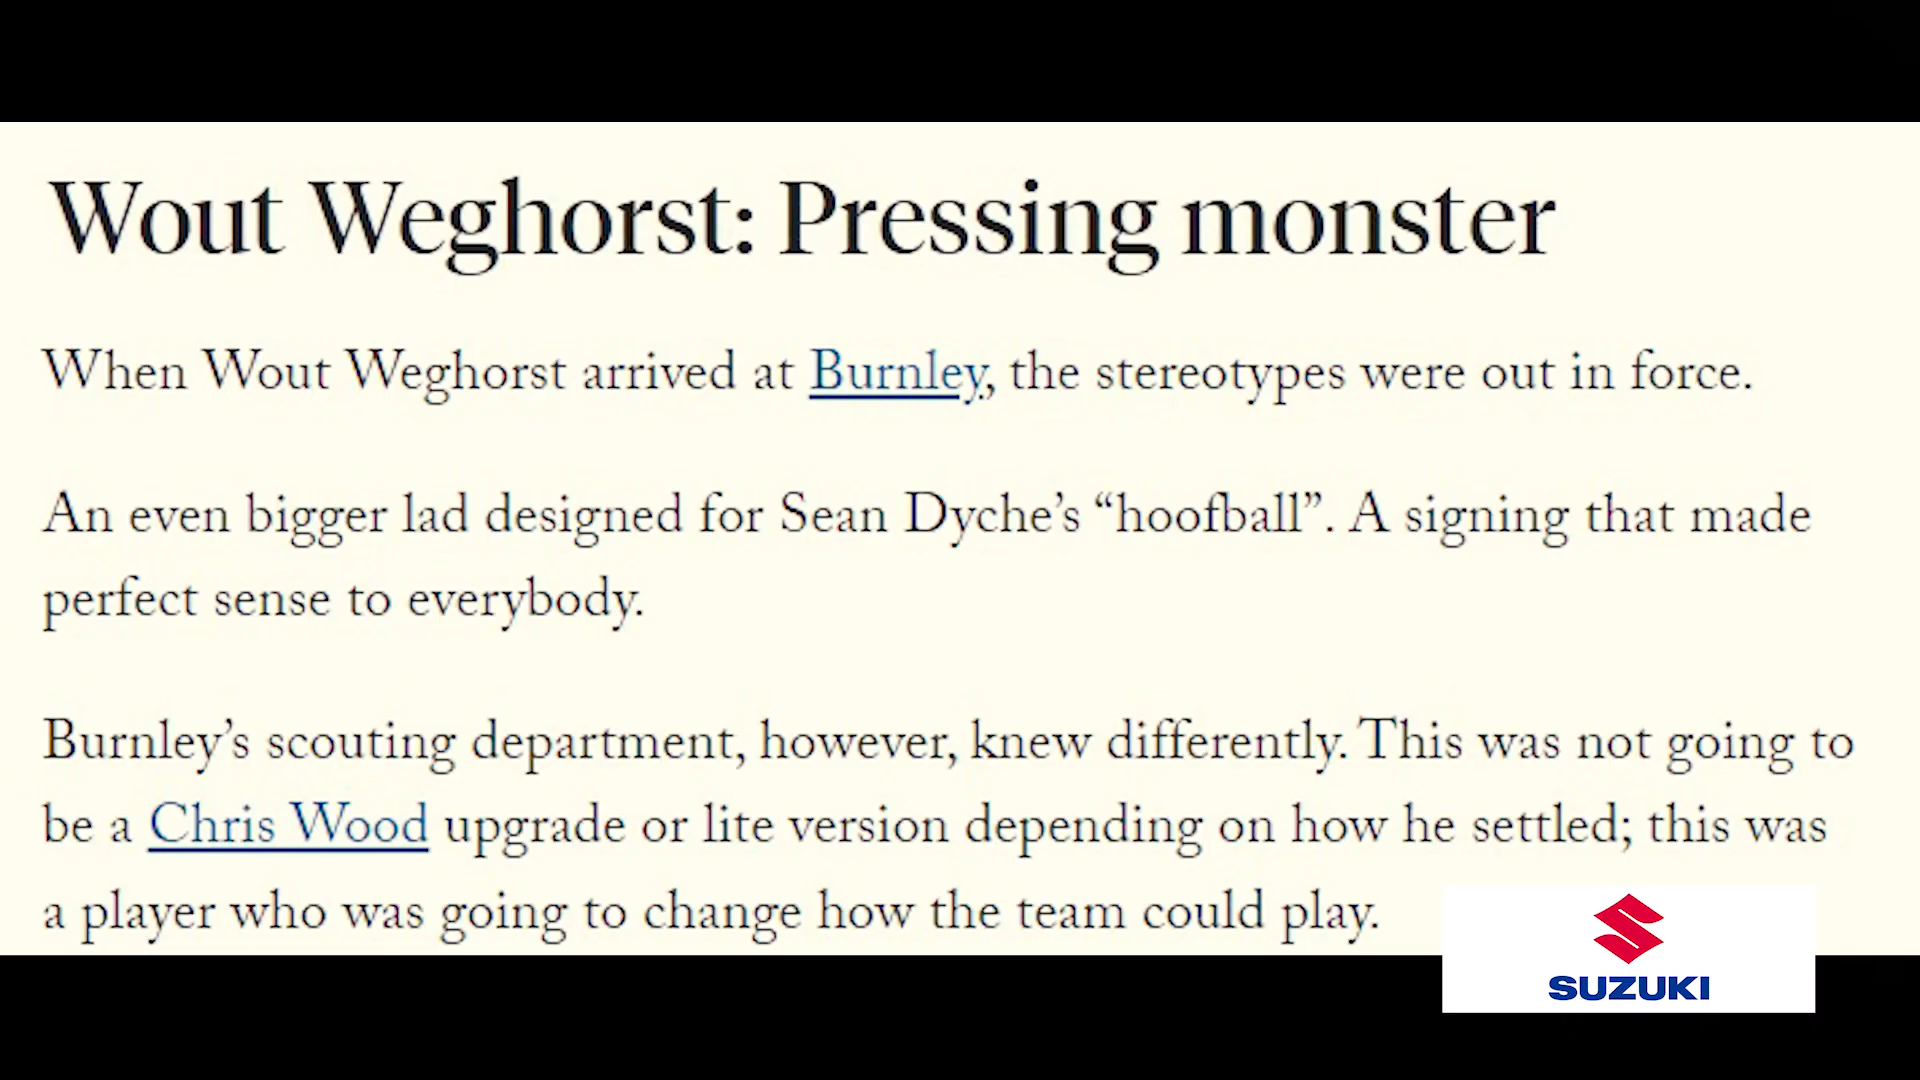 Wout Weghorst: Pressing monster
When Wout Weghorst arrived at Burnley, the stereotypes were out in force.
An even bigger lad designed for Sean Dyche’s “hoofball”. A signing that made
perfect sense to everybody.
Burnley’s scouting department, however, knew differently. This was not going to
be a Chris Wood upgrade or lite version depending on how he settled; this was
a player who was going to change how the team could play.
SUZUKI